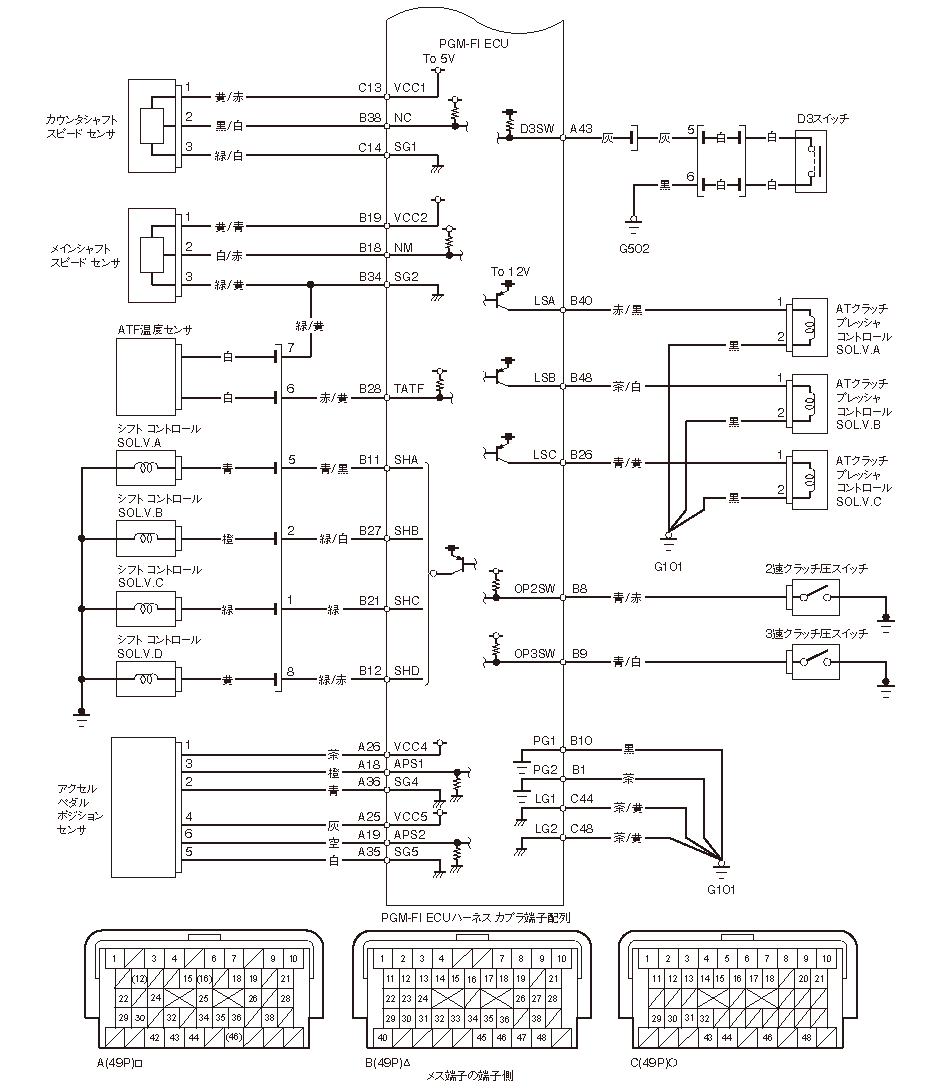 PGM-FI ECU
To 5V
カウンタシャフト
スピード センサ
1 黄/赤 C13 VCC1
2 黒/白 B38 NC
3 緑/白 C14 SG1
メインシャフト
スピード センサ
1 黄/青 B19 VCC2
2 白/赤 B18 NM
3 緑/黄 B34 SG2
緑/黄
ATF温度センサ
白 7
白 6 赤/黄 B28 TATF
シフト コントロール
SOL.V.A
青 5 青/黒 B11 SHA
シフト コントロール
SOL.V.B
橙 2 緑/白 B27 SHB
シフト コントロール
SOL.V.C
緑 1 緑 B21 SHC
シフト コントロール
SOL.V.D
黄 8 緑/赤 B12 SHD
アクセル
ペダル
ポジション
センサ
1 茶 A26 VCC4
3 橙 A18 APS1
2 青 A36 SG4
4 灰 A25 VCC5
6 空 A19 APS2
5 白 A35 SG5
D3SW A43 灰 灰 5 白 白
D3スイッチ
黒 6 白 白
G502
To 12V
LSA B40 赤/黒 1
黒 2
ATクラッチ
プレッシャ
コントロール
SOL.V.A
LSB B48 茶/白 1
黒 2
ATクラッチ
プレッシャ
コントロール
SOL.V.B
LSC B26 青/黄 1
黒 2
ATクラッチ
プレッシャ
コントロール
SOL.V.C
G101
2速クラッチ圧スイッチ
OP2SW B8 青/赤
3速クラッチ圧スイッチ
OP3SW B9 青/白
PG1 B10 黒
PG2 B1 茶
LG1 C44 茶/黄
LG2 C48 茶/黄
G101
PGM-FI ECUハーネス カプラ端子配列
1 3 4 6 7 8 9 10
(12) 15 (16) 18 19 21
22 24 25 26 28
29 30 32 34 35 36 38
42 43 44 (46)
A(49P)□
1 2 3 4 7 8 9 10
11 12 13 14 15 16 17 18 19 20 21
22 23 24 26 27 28
29 30 31 32 33 34 35 36 38
40 45 46 47 48
B(49P)△
1 2 3 4 5 6 7 8 9 10
11 12 13 14 15 16 17 18 19 20 21
29 30 31 32
43 44 46 48
C(49P)○
メス端子の端子側